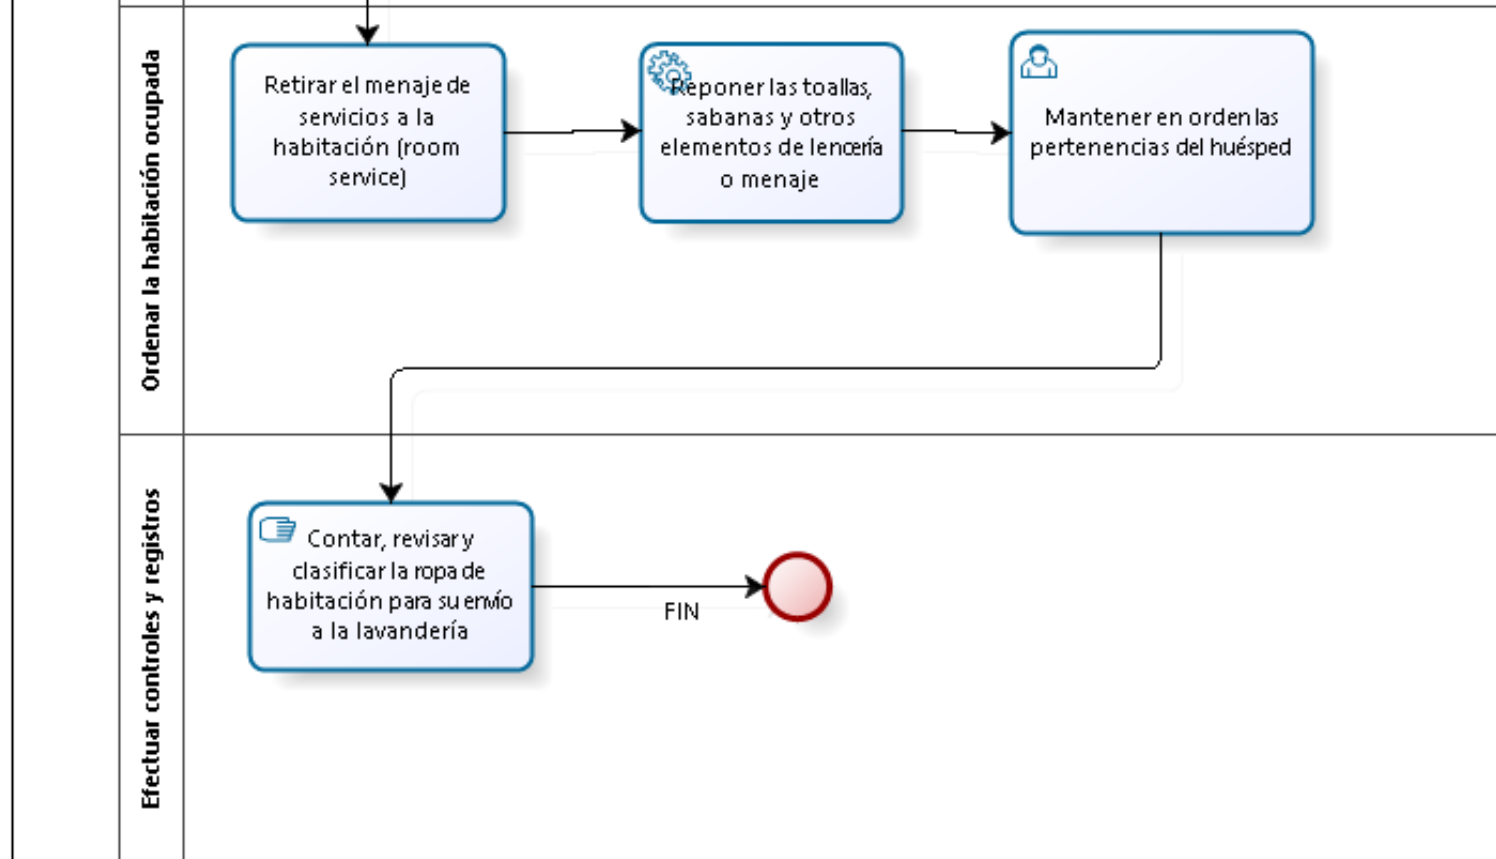 Ordenar la habitación ocupada
Retirar el menaje de
servicios a la
habitación (room
service)
Reponer las toallas,
sabanas y otros
elementos de lencería
o menaje
Mantener en orden las
pertenencias del huésped
Efectuar controles y registros
Contar, revisar y
clasificar la ropa de
habitación para su envío
a la lavandería
FIN